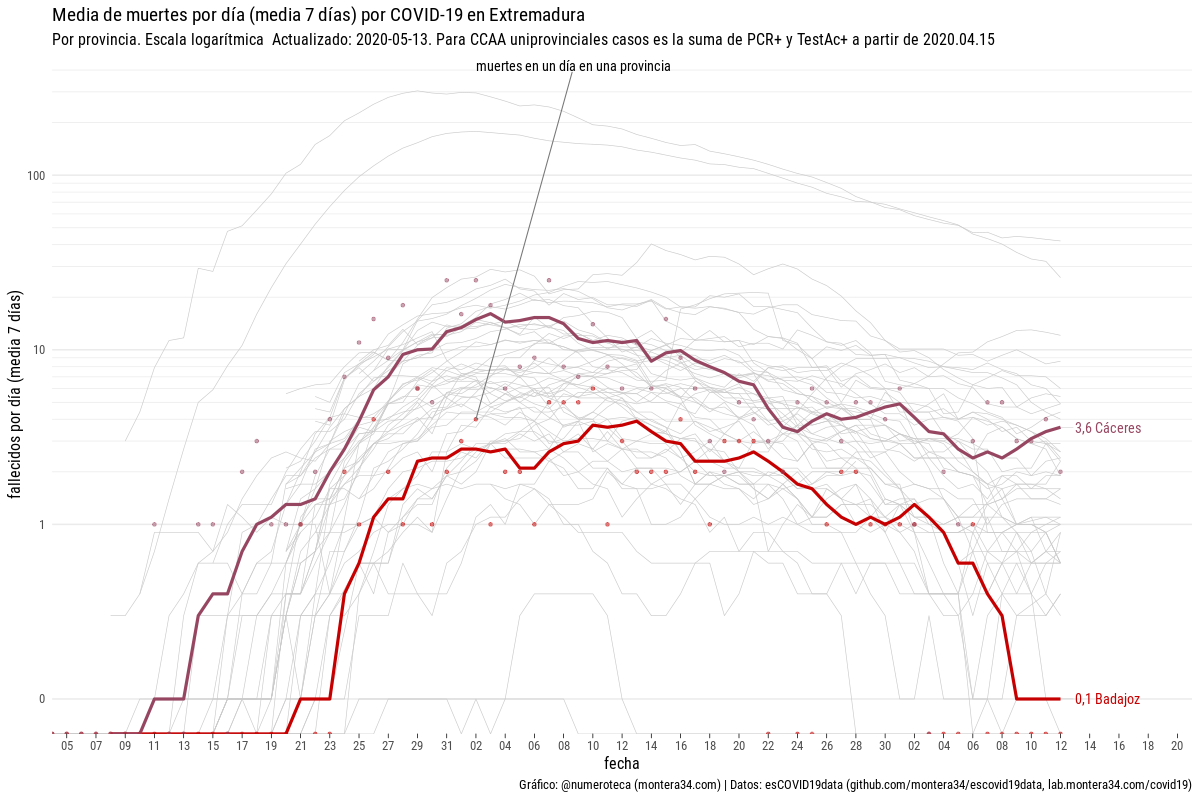 Media de muertes por día (media 7 días) por COVID-19 en Extremadura
Por provincia. Escala logarítmica  Actualizado: 2020-05-13. Para CCAA uniprovinciales casos es la suma de PCR+ y TestAc+ a partir de 2020.04.15
muertes en un día en una provincia
fallecidos por día (media  7 días)
100
10
1
0
3,6 Cáceres
0,1 Badajoz
05 07 09 11 13 15 17 19 21 23 25 27 29 31 02 04 06 08 10 12 14 16 18 20 22 24 26 28 30 02 04 06 08 10 12 14 16 18 20
fecha
Gráfico: @numeroteca (montera34.com) | Datos: esCOVID19data (github.com/montera34/escovid19data, lab.montera34.com/covid19)